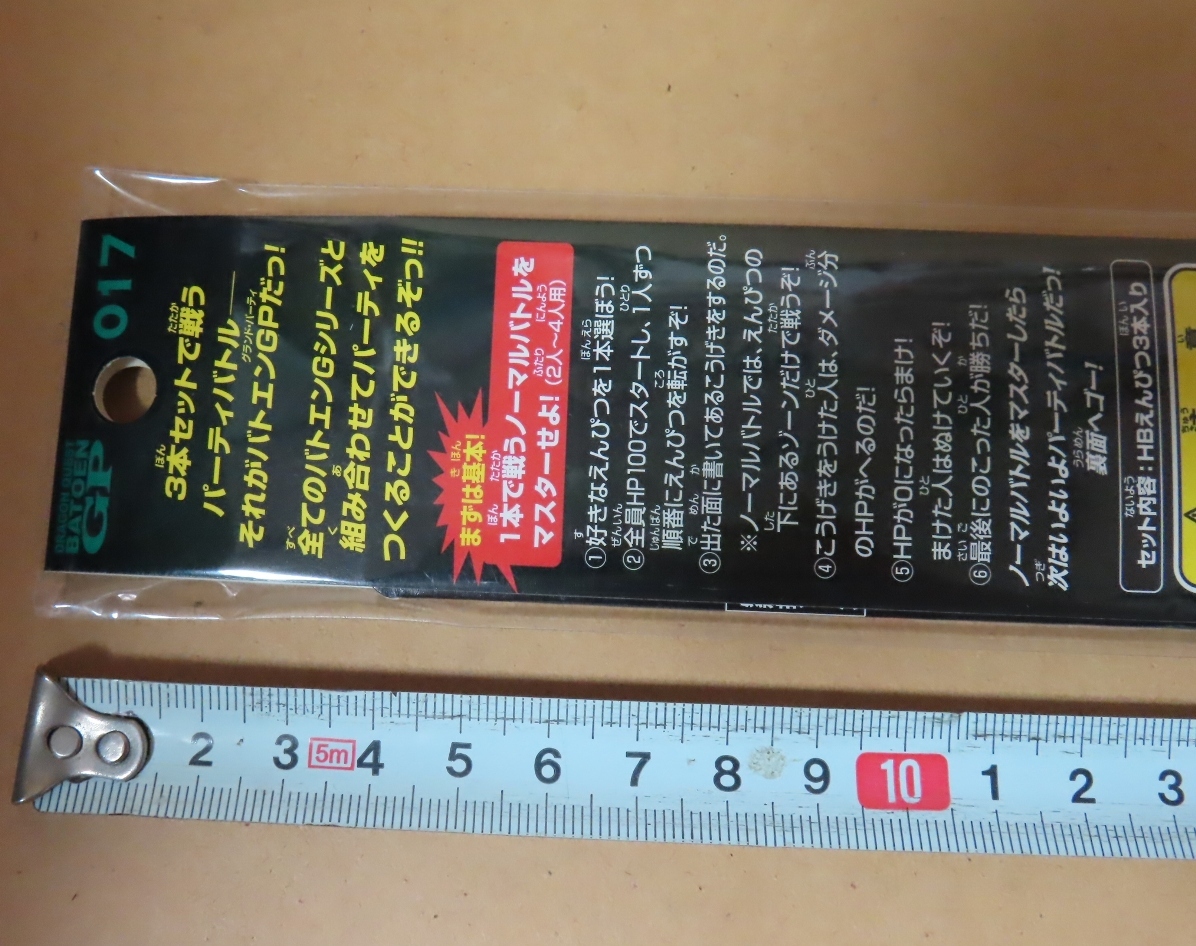 DRAGON QUEST
BATOEN
GP
017
3本セットで戦う
パーティバトル――
それがバトエンGPだっ!
全てのバトエンGシリーズと
組み合わせてパーティを
つくることができるぞっ!!
まずは基本!
1本で戦うノーマルバトルを
マスターせよ!(2人~4人用)
①好きなえんぴつを1本選ぼう!
②全員HP100でスタートし、1人ずつ
順番にえんぴつを転がすぞ!
③出た面に書いてあるこうげきをするのだ。
※ノーマルバトルでは、えんぴつの
下にあるゾーンだけで戦うぞ!
④こうげきをうけた人は、ダメージ分
のHPがへるのだ!
⑤HPが0になったらまけ!
まけた人はぬけていくぞ!
⑥最後にのこった人が勝ちだ!
ノーマルバトルをマスターしたら
次はいよいよパーティバトルだっ!
裏面へゴー!
セット内容:HBえんぴつ3本入り
2 3 5m 4 5 6 7 8 9 10 1 2 3